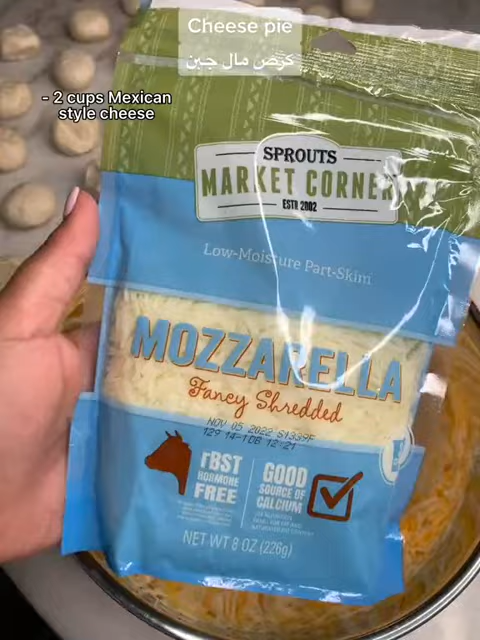 Cheese pie
كرص مال جبن
- 2 cups Mexican
style cheese
SPROUTS
MARKET CORNER
ESTD 2002
Low-Moisture Part-Skim
MOZZARELLA
Fancy Shredded
NOV 05 2022 S1339F
rBST
HORMONE
FREE
GOOD
SOURCE OF
CALCIUM
NET WT 8 OZ (226g)